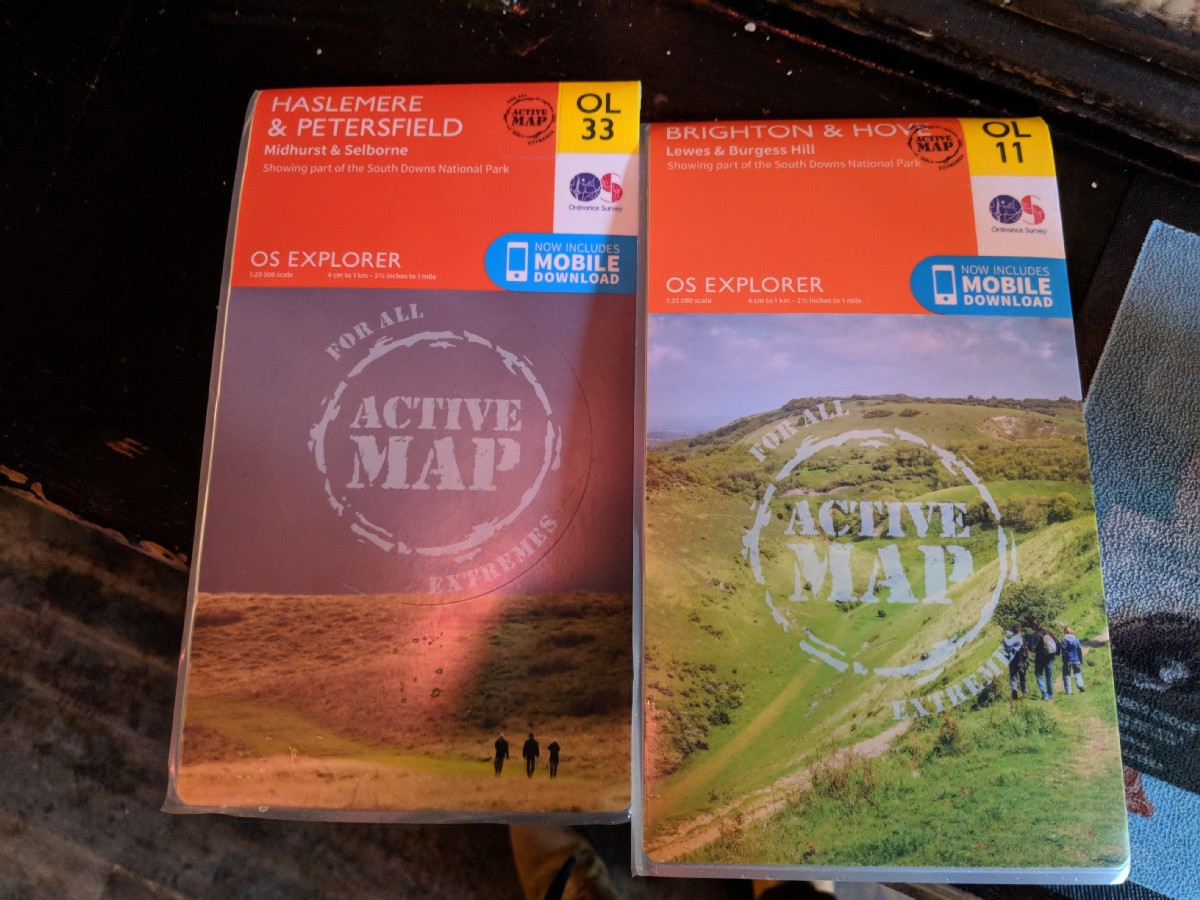 HASLEMERE
& PETERSFIELD
Midhurst & Selborne
Showing part of the South Downs National Park
FOR ALL
ACTIVE
MAP
EXTREMES
OL
33
Ordnance Survey
OS EXPLORER
1:25 000 scale
4 cm to 1 km – 2½ inches to 1 mile
NOW INCLUDES
MOBILE
DOWNLOAD
FOR ALL
ACTIVE
MAP
EXTREMES
BRIGHTON & HOVE
Lewes & Burgess Hill
Showing part of the South Downs National Park
ACTIVE
MAP
EXTREMES
OL
11
Ordnance Survey
OS EXPLORER
1:25 000 scale
4 cm to 1 km – 2½ inches to 1 mile
NOW INCLUDES
MOBILE
DOWNLOAD
FOR ALL
ACTIVE
MAP
EXTREMES